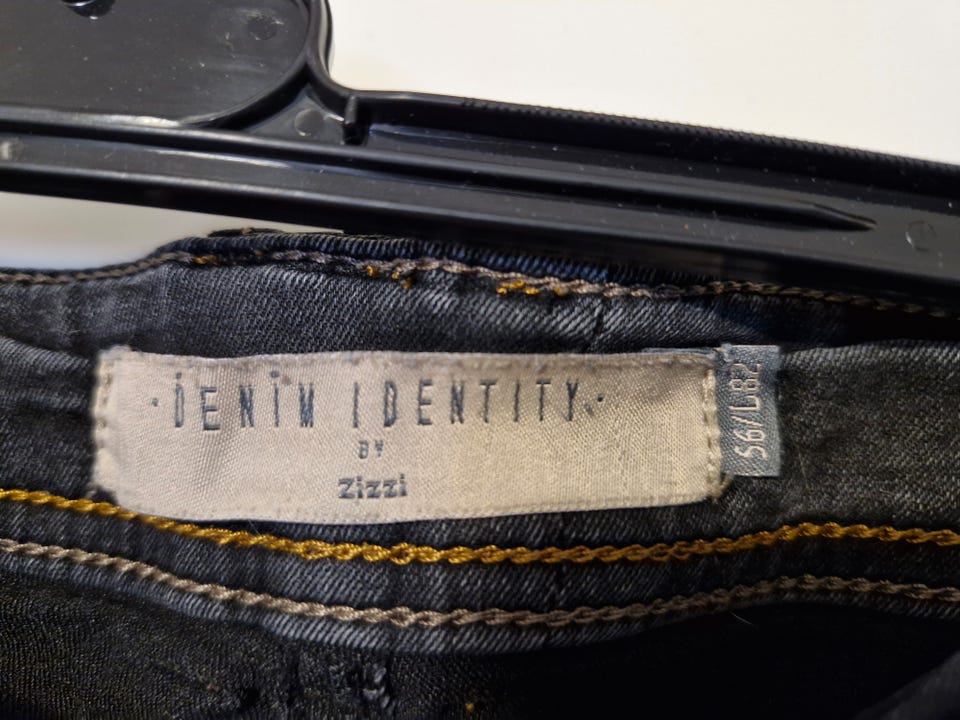 ·DENIM IDENTITY·
BY
Zizzi
S6/L82